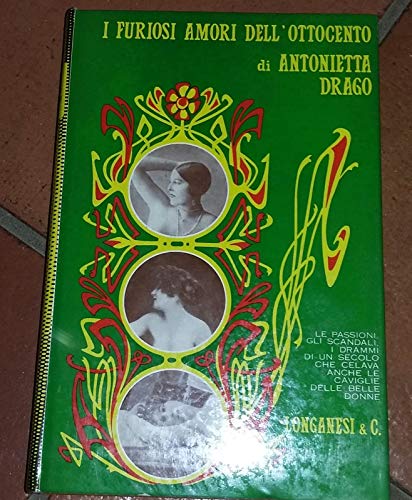 I FURIOSI AMORI DELL'OTTOCENTO
di ANTONIETTA
DRAGO
LE PASSIONI,
GLI SCANDALI,
I DRAMMI
DI UN SECOLO
CHE CELAVA
ANCHE LE
CAVIGLIE
DELLE BELLE
DONNE
LONGANESI & C.